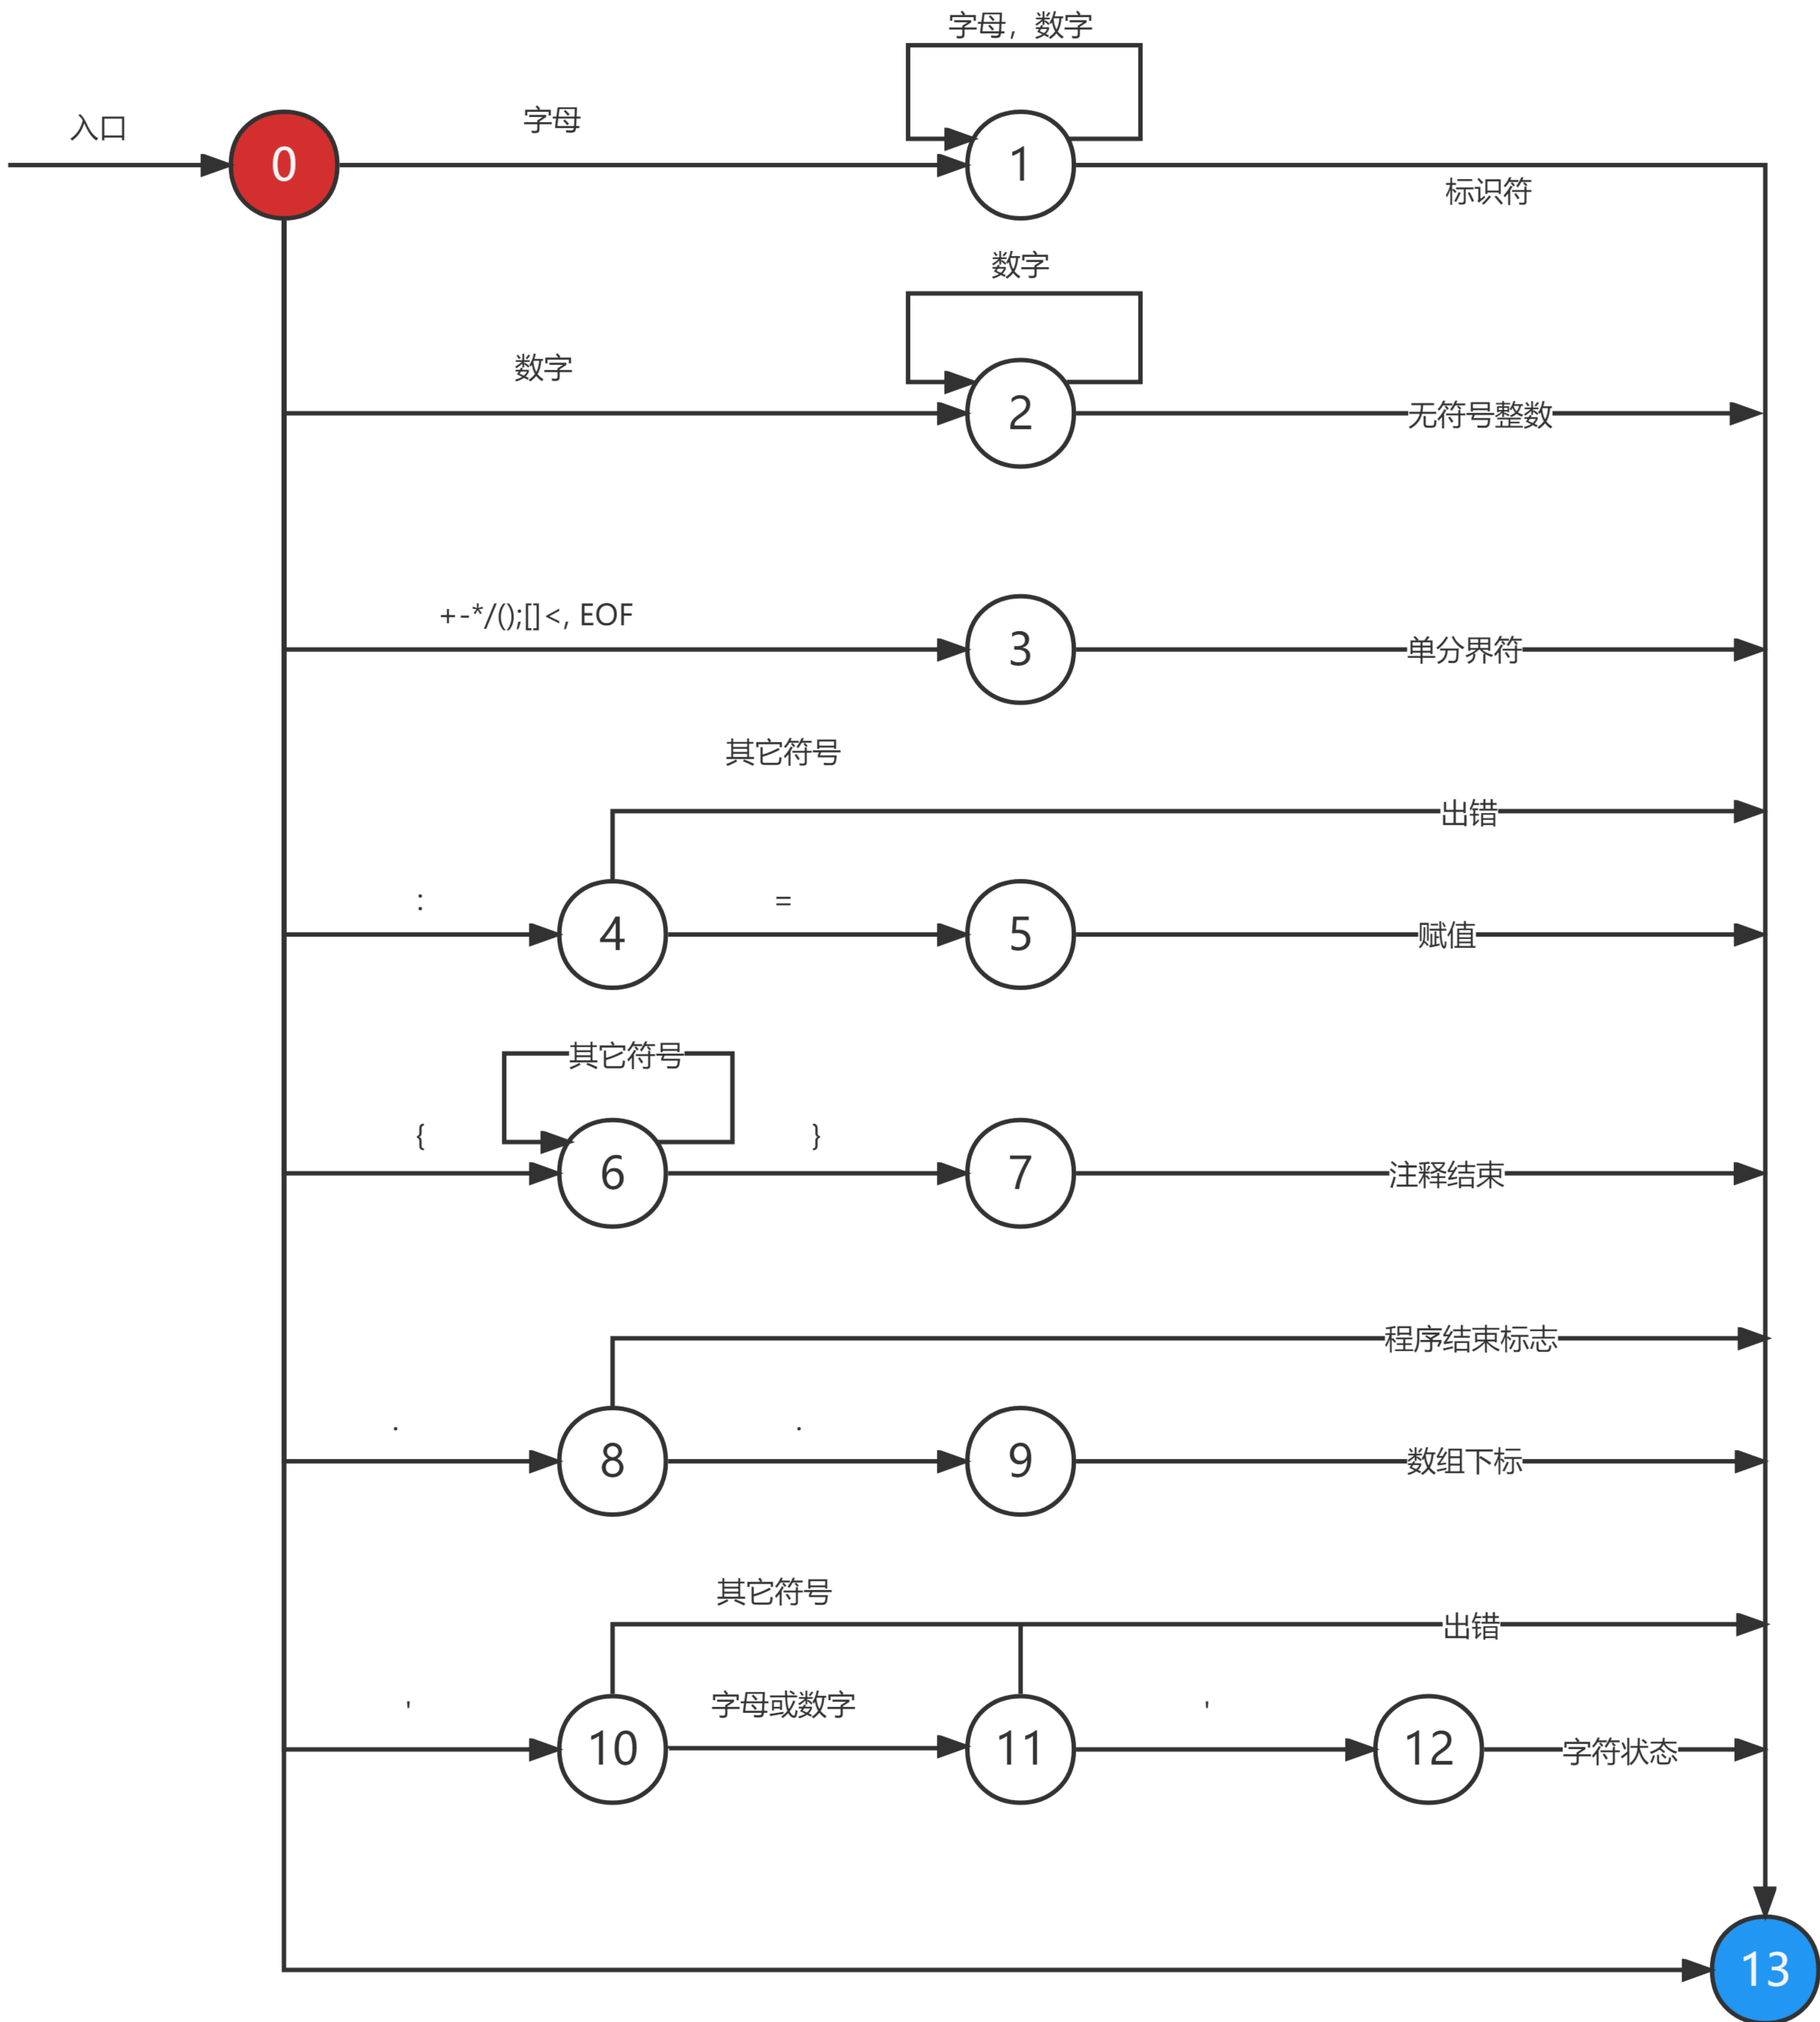 字母，数字
入口
字母
0
1
标识符
数字
数字
2
无符号整数
+-*/();[]<, EOF
3
单分界符
其它符号
出错
:
=
4
5
赋值
其它符号
{
}
6
7
注释结束
程序结束标志
.
.
8
9
数组下标
其它符号
出错
'
字母或数字
'
10
11
12
字符状态
13